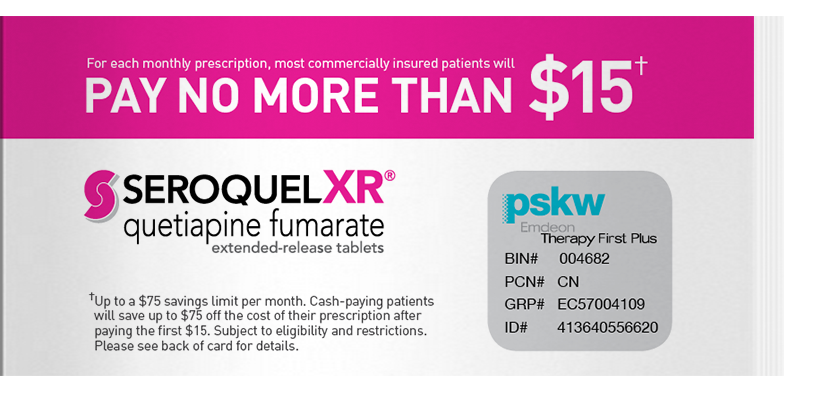 For each monthly prescription, most commercially insured patients will
PAY NO MORE THAN $15†
SEROQUEL XR®
quetiapine fumarate
extended-release tablets
†Up to a $75 savings limit per month. Cash-paying patients
will save up to $75 off the cost of their prescription after
paying the first $15. Subject to eligibility and restrictions.
Please see back of card for details.
pskw
Emdeon
Therapy First Plus
BIN# 004682
PCN# CN
GRP# EC57004109
ID# 413640556620